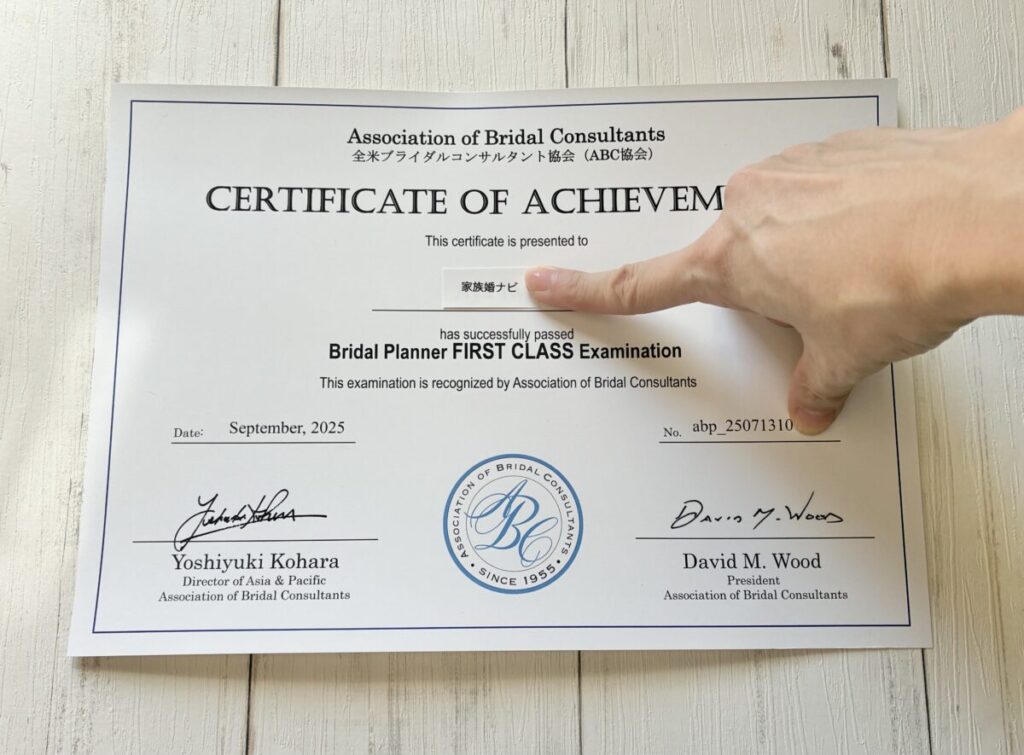 Association of Bridal Consultants
全米ブライダルコンサルタント協会（ABC協会）
CERTIFICATE OF ACHIEVEM
This certificate is presented to
家族婚ナビ
has successfully passed
Bridal Planner FIRST CLASS Examination
This examination is recognized by Association of Bridal Consultants
Date: September, 2025
No. abp_25071310
ASSOCIATION OF BRIDAL CONSULTANTS
ABC
• SINCE 1955 •
David M. Wood
Yoshiyuki Kohara
Director of Asia & Pacific
Association of Bridal Consultants
David M. Wood
President
Association of Bridal Consultants